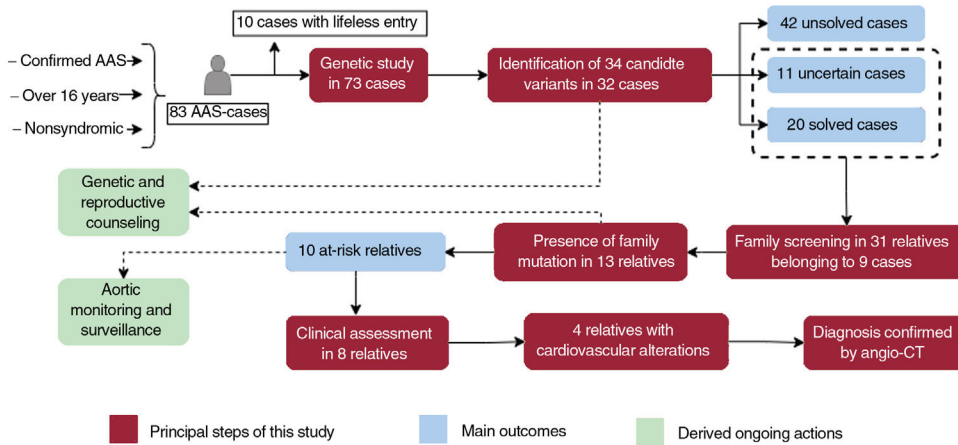 – Confirmed AAS
– Over 16 years
– Nonsyndromic
83 AAS-cases
10 cases with lifeless entry
Genetic study
in 73 cases
Identification of 34 candidte
variants in 32 cases
42 unsolved cases
11 uncertain cases
20 solved cases
Genetic and
reproductive
counseling
Aortic
monitoring and
surveillance
10 at-risk relatives
Presence of family
mutation in 13 relatives
Family screening in 31 relatives
belonging to 9 cases
Clinical assessment
in 8 relatives
4 relatives with
cardiovascular alterations
Diagnosis confirmed
by angio-CT
Principal steps of this study
Main outcomes
Derived ongoing actions